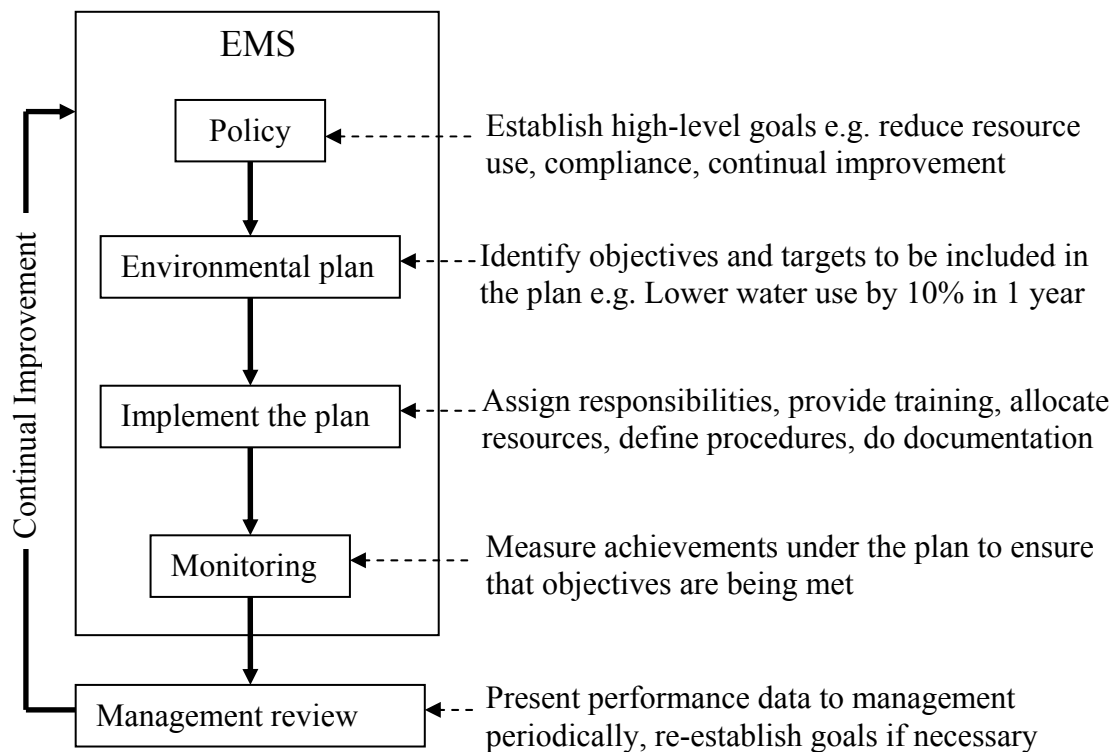 EMS
Policy
Establish high-level goals e.g. reduce resource
use, compliance, continual improvement
Environmental plan
Identify objectives and targets to be included in
the plan e.g. Lower water use by 10% in 1 year
Implement the plan
Assign responsibilities, provide training, allocate
resources, define procedures, do documentation
Monitoring
Measure achievements under the plan to ensure
that objectives are being met
Management review
Present performance data to management
periodically, re-establish goals if necessary
Continual Improvement